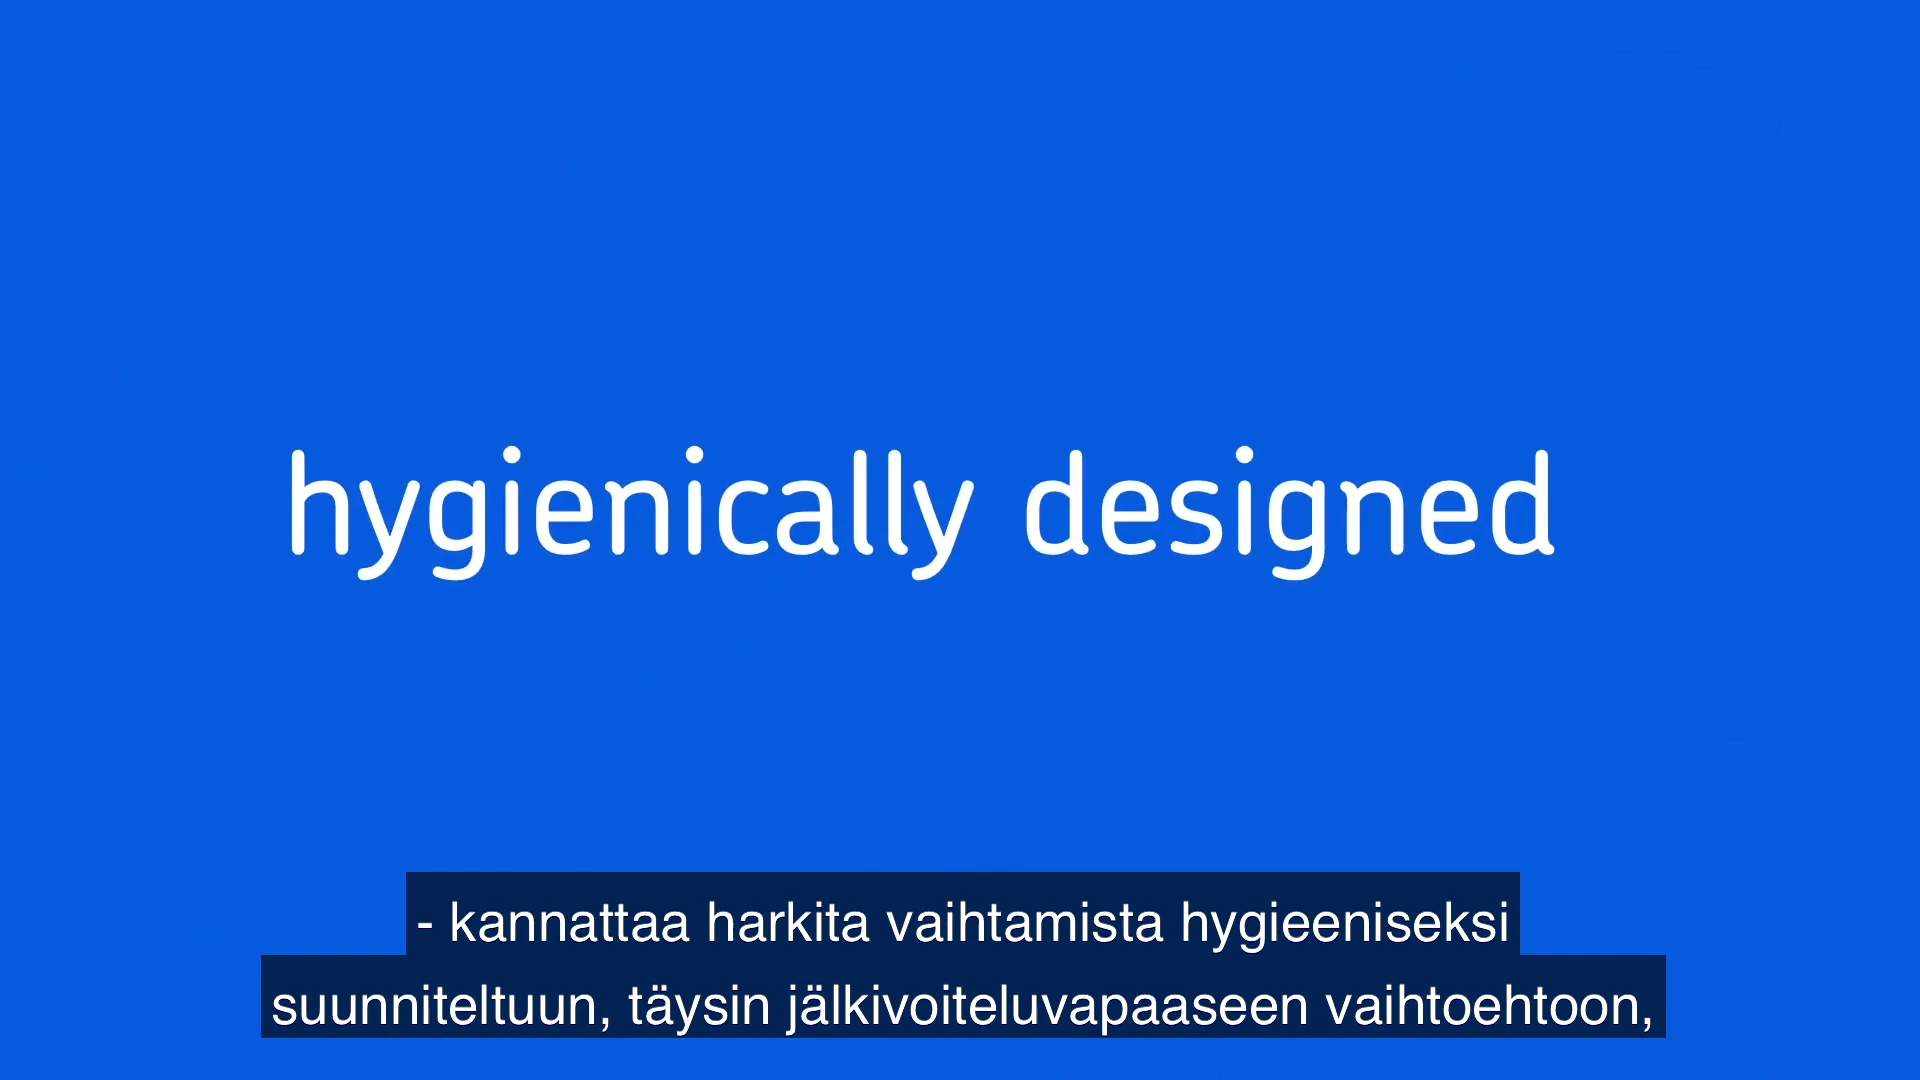 hygienically designed
- kannattaa harkita vaihtamista hygieeniseksi
suunniteltuun, täysin jälkivoiteluvapaaseen vaihtoehtoon,